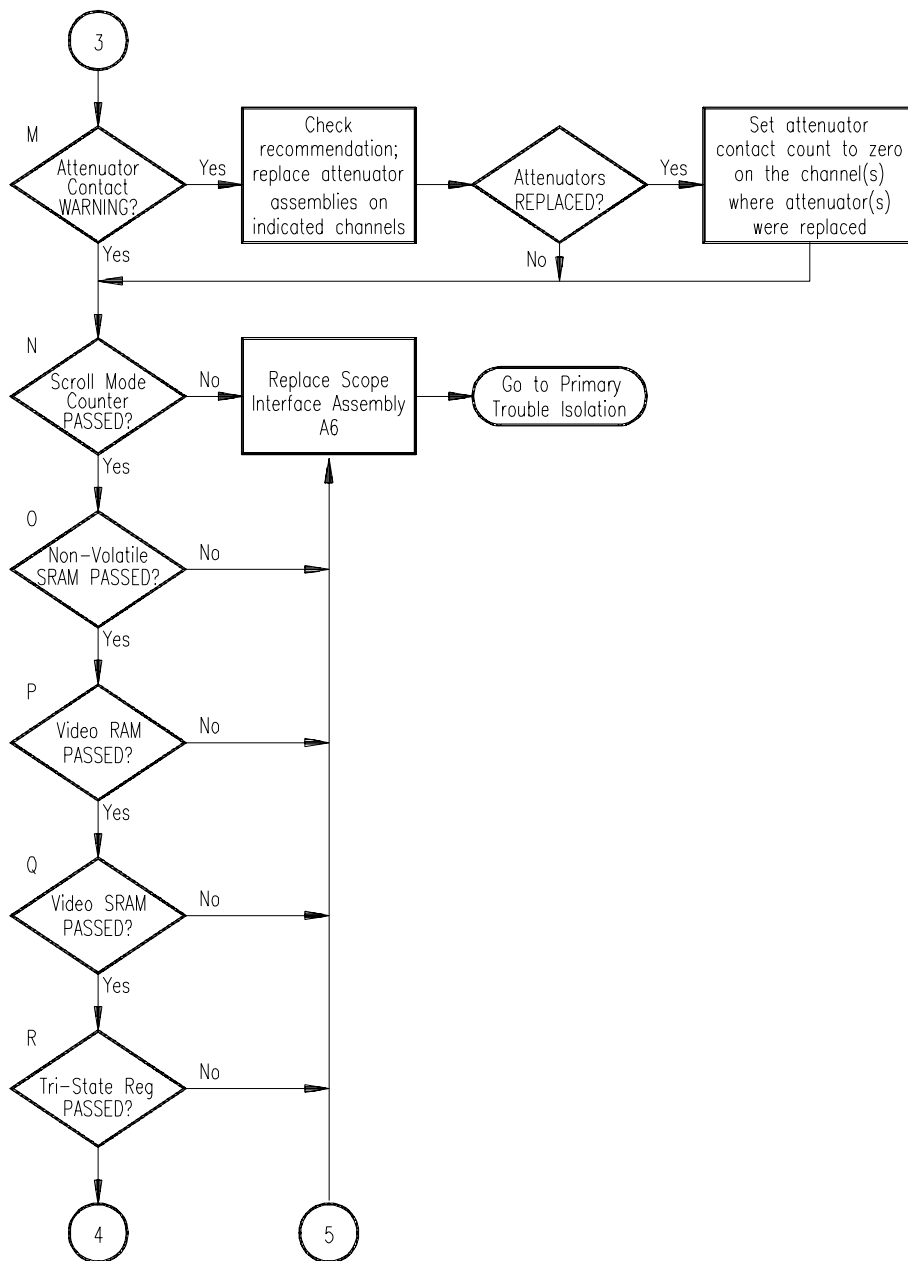 3
M
Attenuator
Contact
WARNING?
Yes
Yes
Check
recommendation;
replace attenuator
assemblies on
indicated channels
Attenuators
REPLACED?
Yes
No
Set attenuator
contact count to zero
on the channel(s)
where attenuator(s)
were replaced
N
Scroll Mode
Counter
PASSED?
No
Yes
Replace Scope
Interface Assembly
A6
Go to Primary
Trouble Isolation
O
Non-Volatile
SRAM PASSED?
No
Yes
P
Video RAM
PASSED?
No
Yes
Q
Video SRAM
PASSED?
No
Yes
R
Tri-State Reg
PASSED?
No
4
5